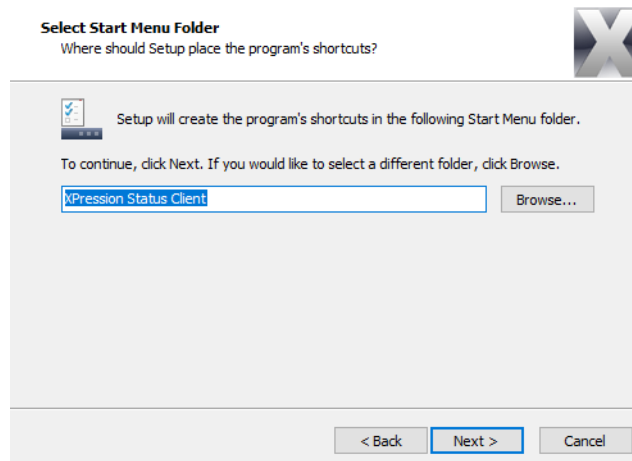 Select Start Menu Folder
Where should Setup place the program's shortcuts?
X
Setup will create the program's shortcuts in the following Start Menu folder.
To continue, click Next. If you would like to select a different folder, click Browse.
XPression Status Client
Browse...
< Back
Next >
Cancel